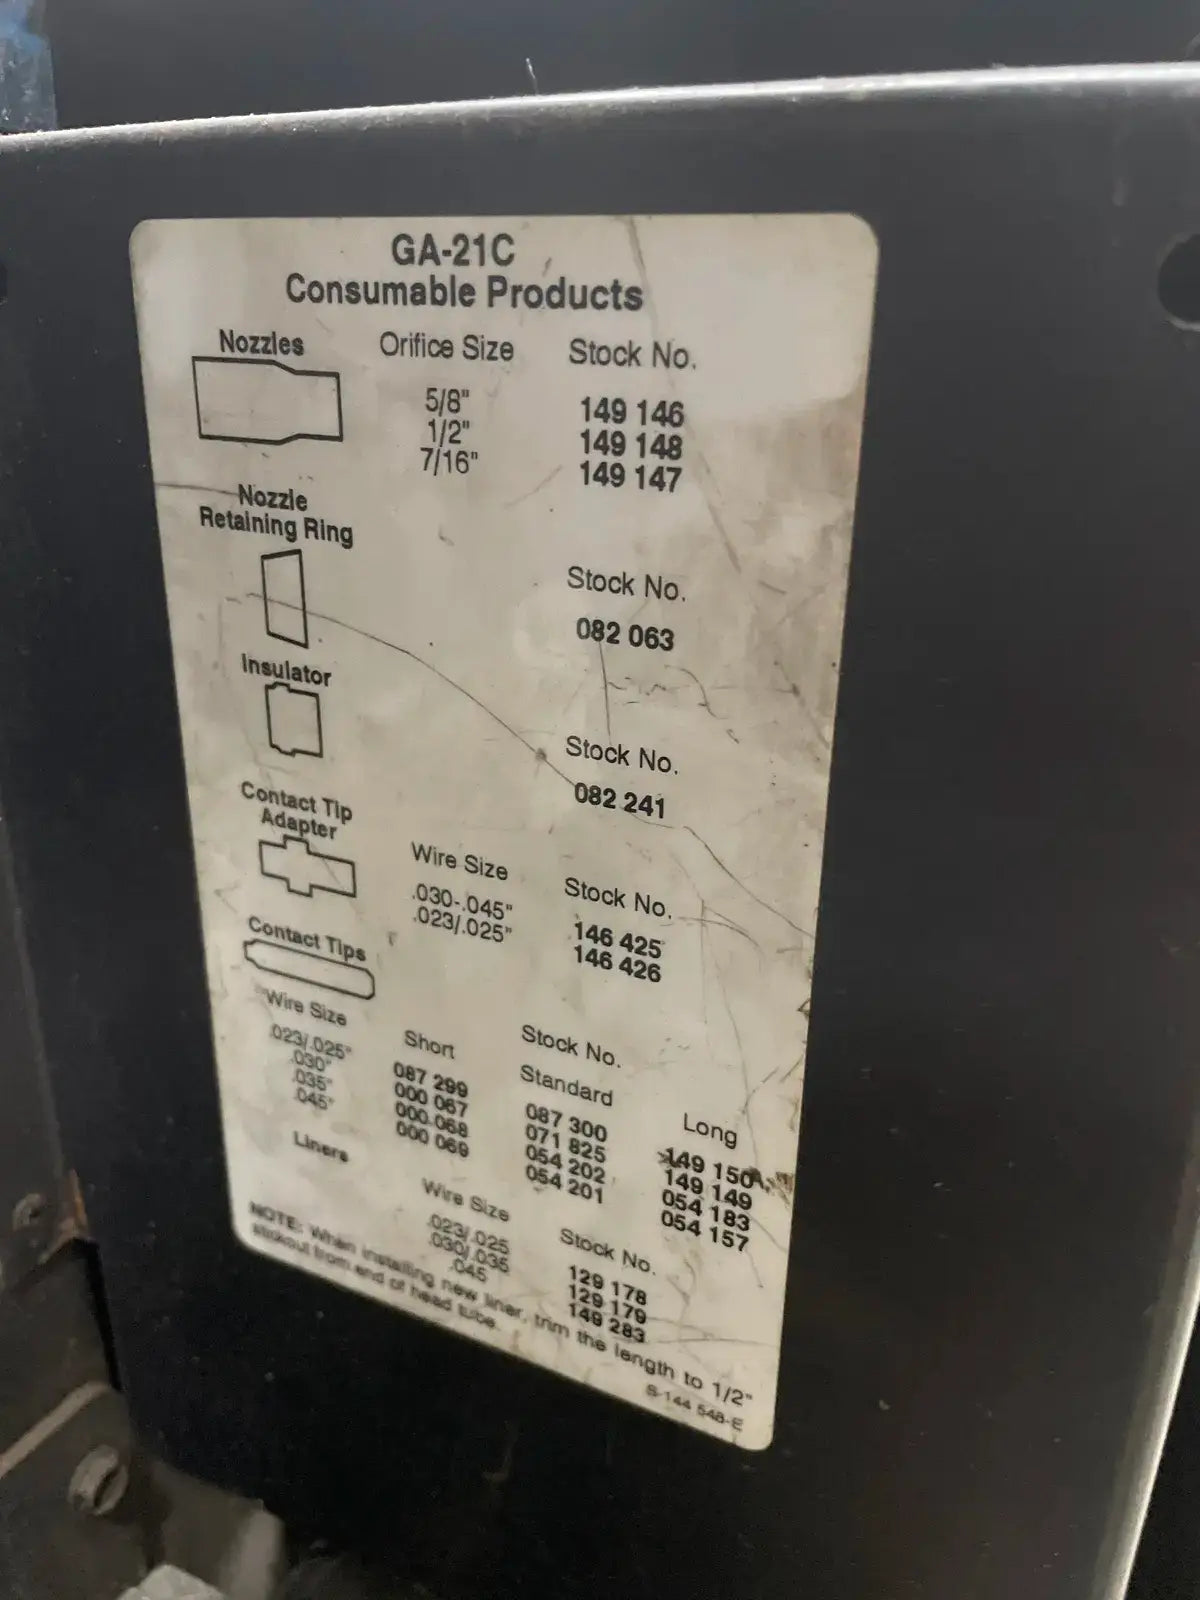 GA-21C
Consumable Products
Nozzles Orifice Size Stock No.
5/8" 149 146
1/2" 149 148
7/16" 149 147
Nozzle
Retaining Ring
Stock No.
082 063
Insulator
Stock No.
082 241
Contact Tip
Adapter
Wire Size Stock No.
.030-.045" 146 425
.023/.025" 146 426
Contact Tips
Wire Size Stock No.
Short Standard Long
.023/.025" 087 299 087 300 149 150
.030" 000 067 071 825 149 149
.035" 000 068 054 202 054 183
.045" 000 069 054 201 054 157
Liners
Wire Size Stock No.
.023/.025 129 178
.030/.035 129 179
.045 149 283
NOTE: When installing new liner, trim the length to 1/2"
stickout from end of head tube.
S-144 548-E